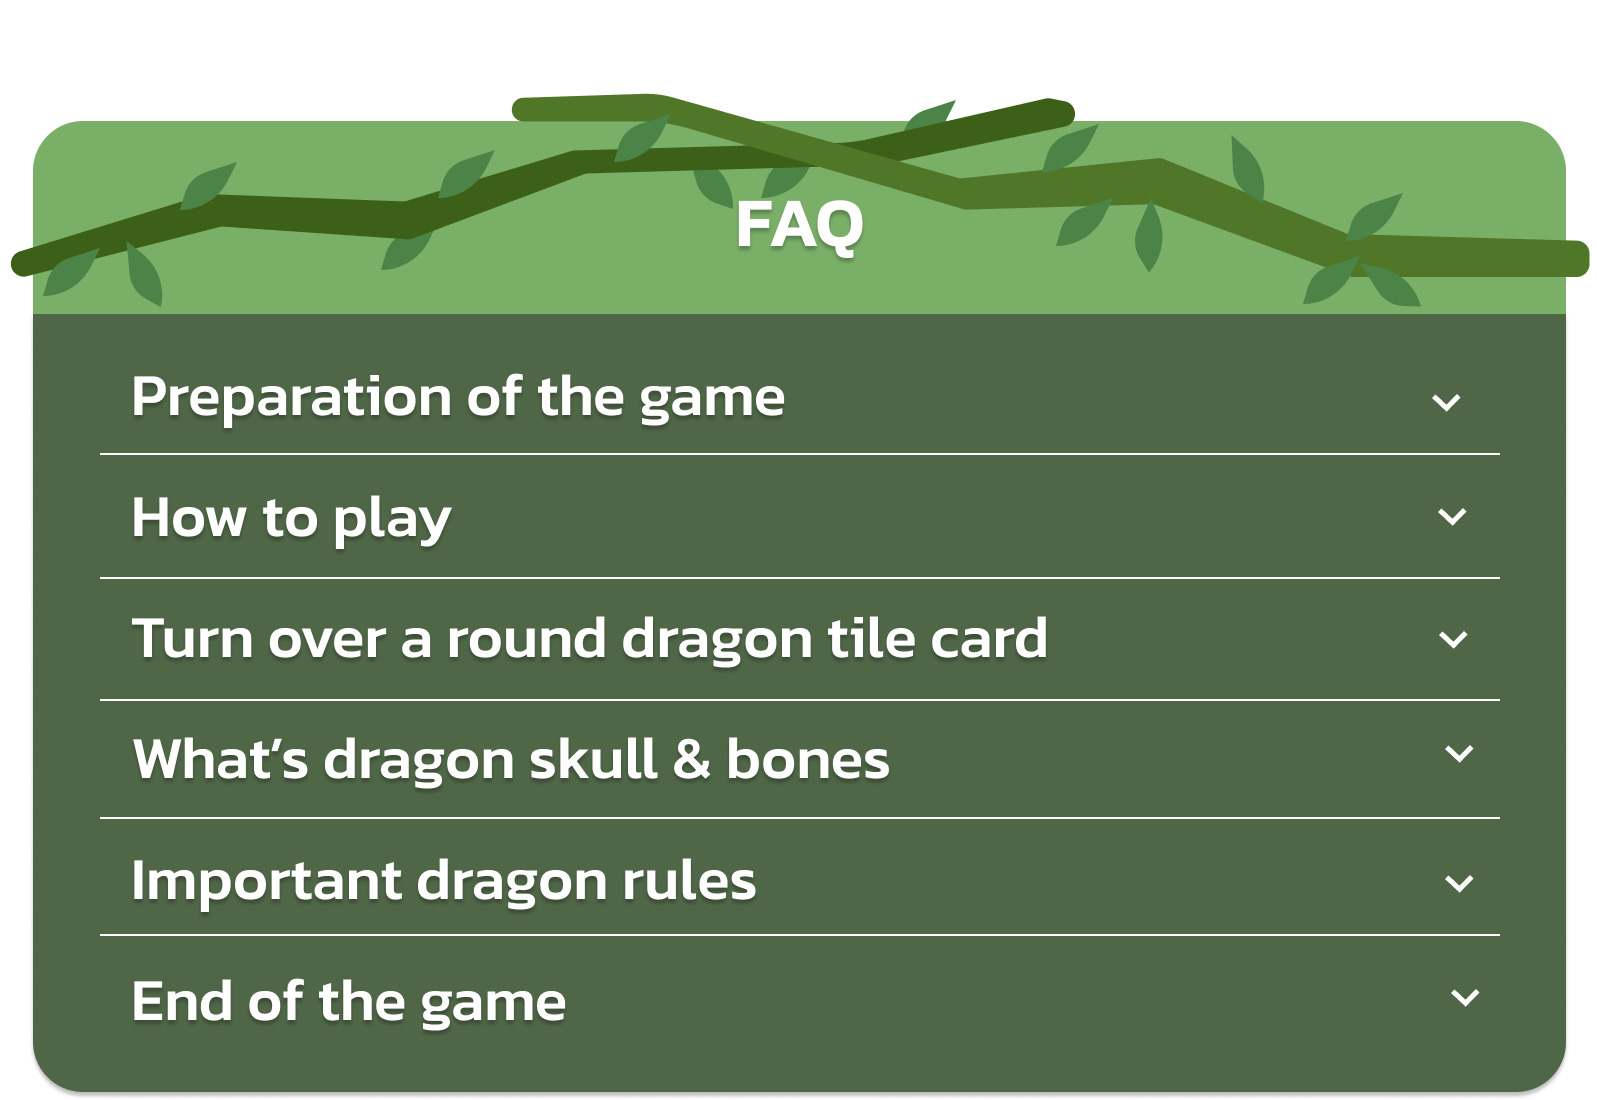 FAQ
Preparation of the game
How to play
Turn over a round dragon tile card
What’s dragon skull & bones
Important dragon rules
End of the game